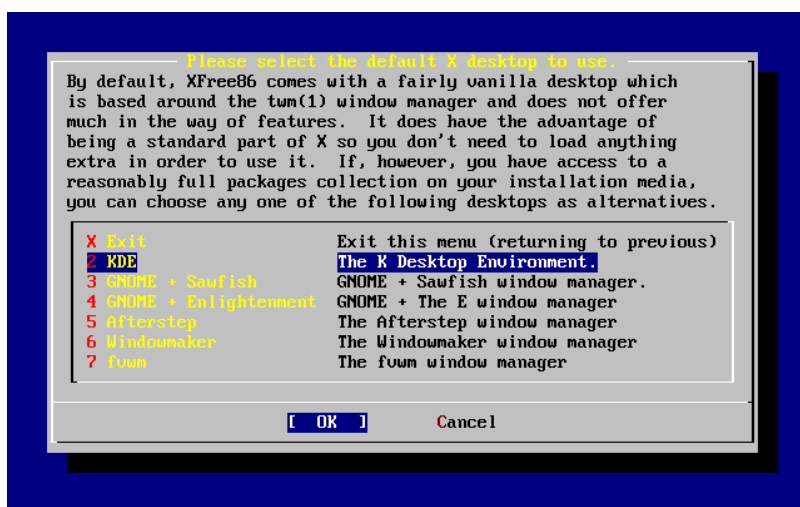 Please select the default X desktop to use.
By default, XFree86 comes with a fairly vanilla desktop which
is based around the twm(1) window manager and does not offer
much in the way of features.  It does have the advantage of
being a standard part of X so you don't need to load anything
extra in order to use it.  If, however, you have access to a
reasonably full packages collection on your installation media,
you can choose any one of the following desktops as alternatives.
X Exit Exit this menu (returning to previous)
2 KDE The K Desktop Environment.
3 GNOME + Sawfish GNOME + Sawfish window manager.
4 GNOME + Enlightenment GNOME + The E window manager
5 Afterstep The Afterstep window manager
6 Windowmaker The Windowmaker window manager
7 fvwm The fvwm window manager
[ OK ] Cancel